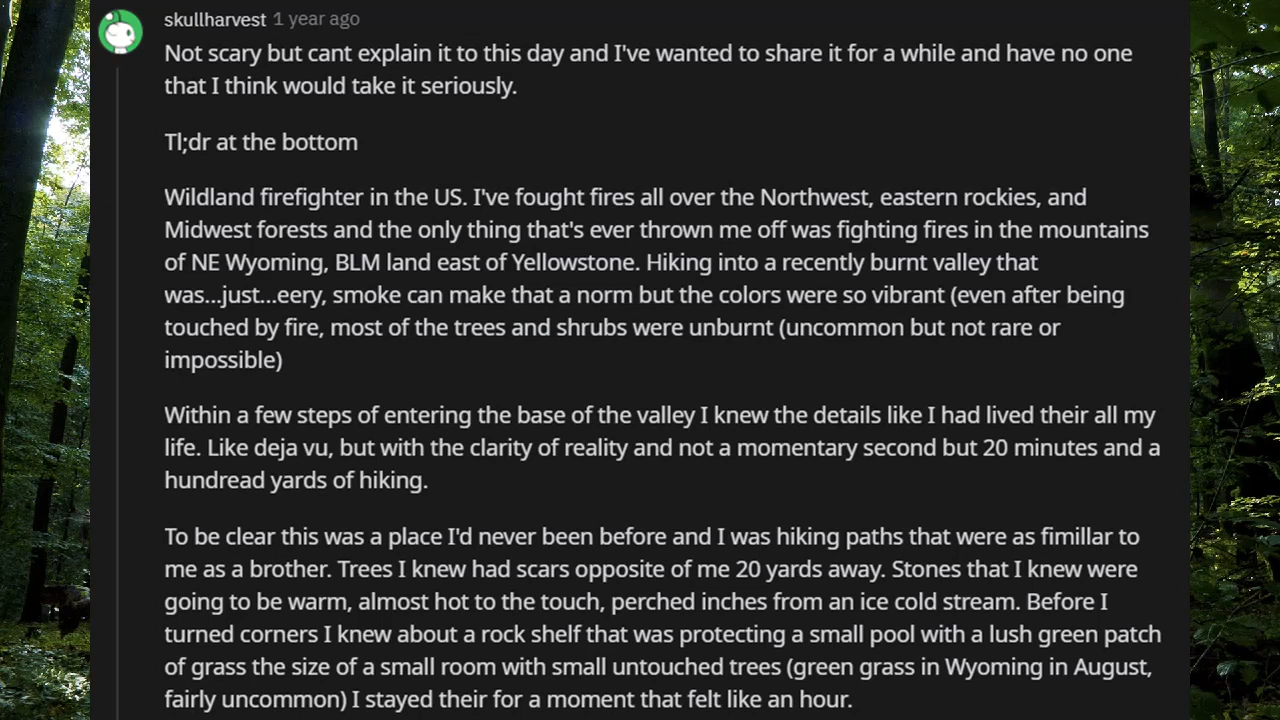 skullharvest 1 year ago
Not scary but cant explain it to this day and I've wanted to share it for a while and have no one
that I think would take it seriously.
Tl;dr at the bottom
Wildland firefighter in the US. I've fought fires all over the Northwest, eastern rockies, and
Midwest forests and the only thing that's ever thrown me off was fighting fires in the mountains
of NE Wyoming, BLM land east of Yellowstone. Hiking into a recently burnt valley that
was...just...eery, smoke can make that a norm but the colors were so vibrant (even after being
touched by fire, most of the trees and shrubs were unburnt (uncommon but not rare or
impossible)
Within a few steps of entering the base of the valley I knew the details like I had lived their all my
life. Like deja vu, but with the clarity of reality and not a momentary second but 20 minutes and a
hundread yards of hiking.
To be clear this was a place I'd never been before and I was hiking paths that were as fimillar to
me as a brother. Trees I knew had scars opposite of me 20 yards away. Stones that I knew were
going to be warm, almost hot to the touch, perched inches from an ice cold stream. Before I
turned corners I knew about a rock shelf that was protecting a small pool with a lush green patch
of grass the size of a small room with small untouched trees (green grass in Wyoming in August,
fairly uncommon) I stayed their for a moment that felt like an hour.